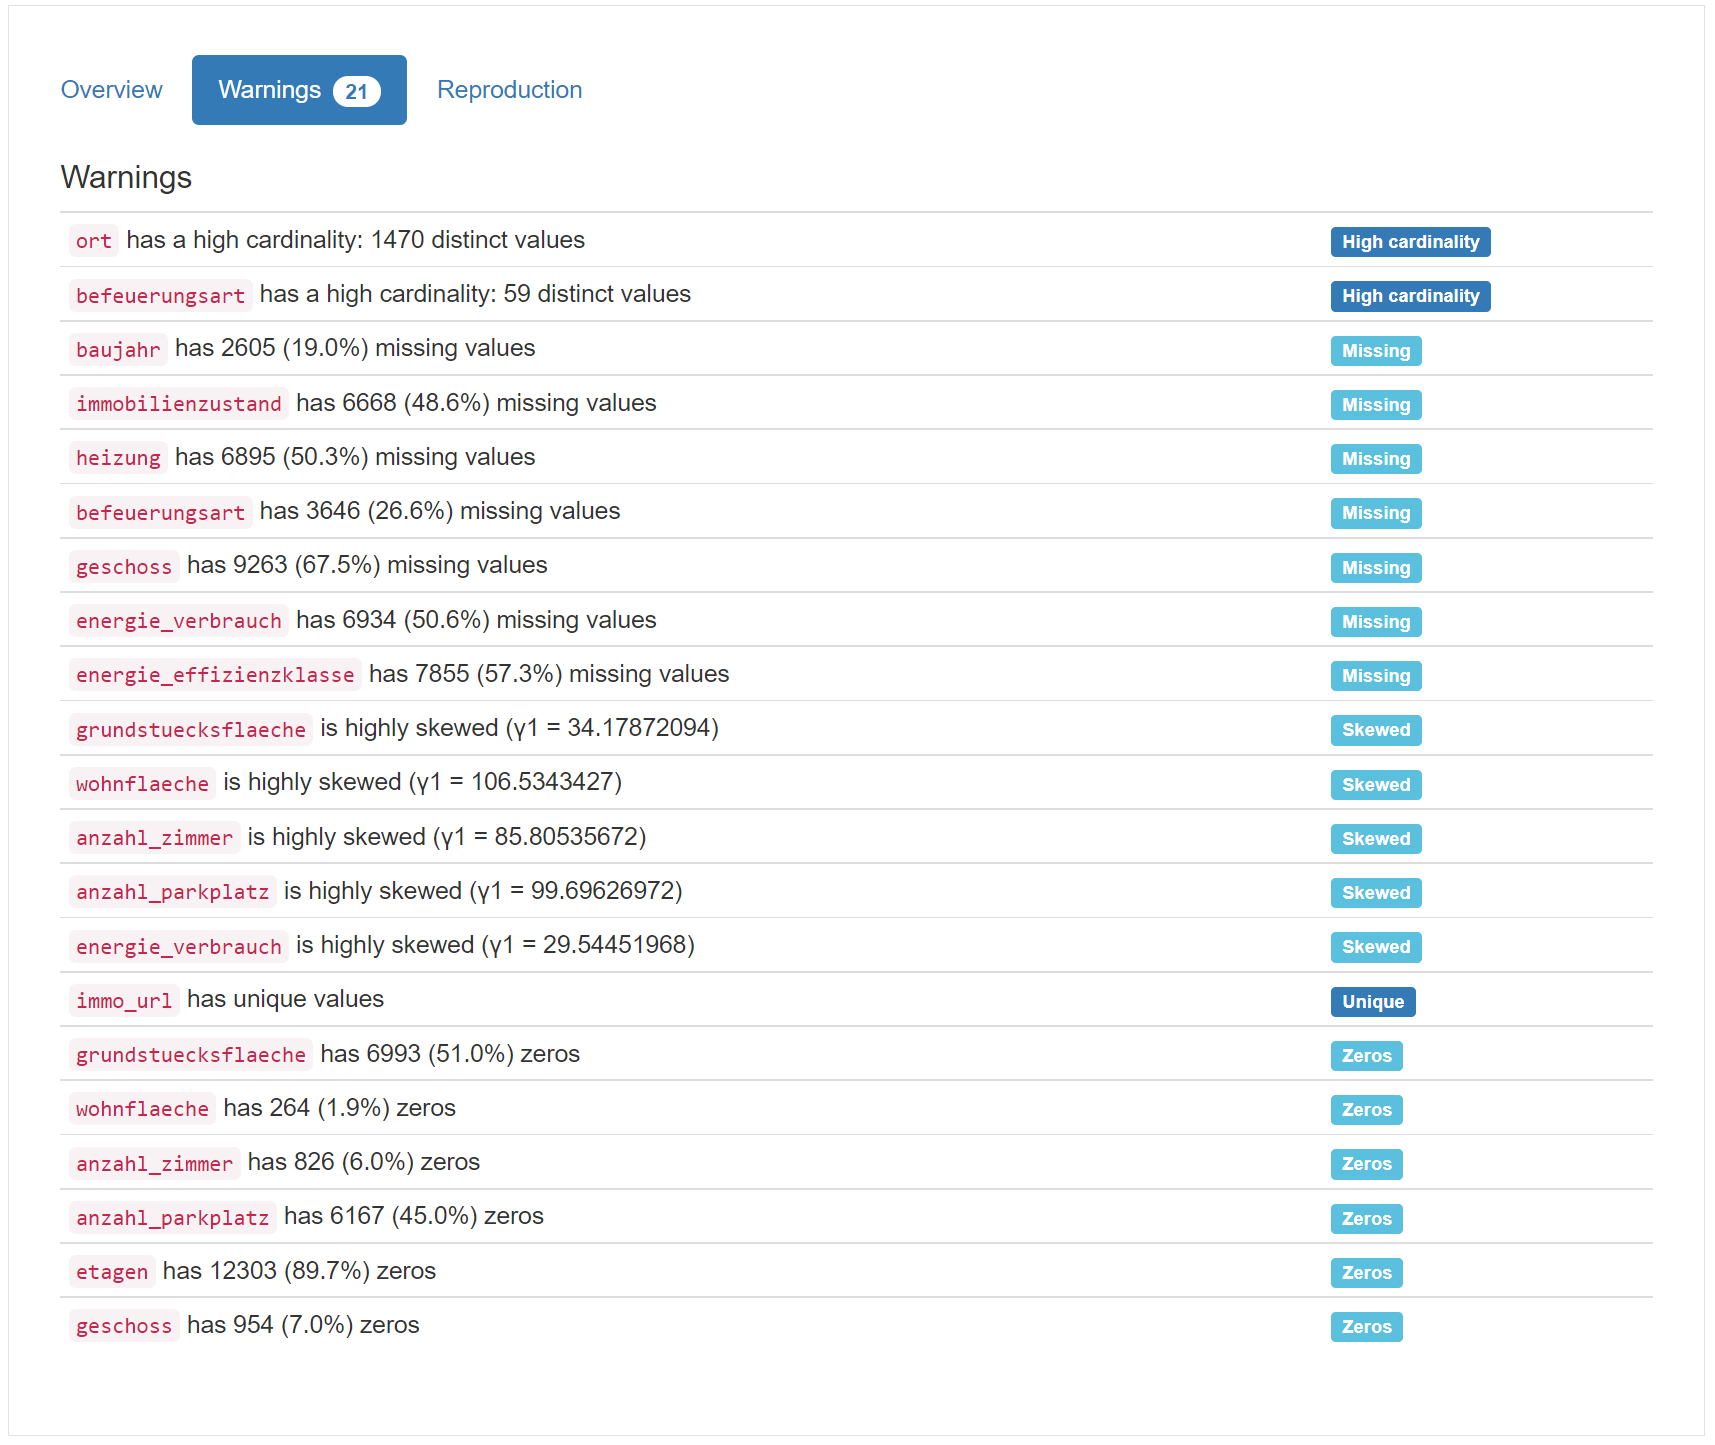 Overview Warnings 21 Reproduction
Warnings
ort has a high cardinality: 1470 distinct values High cardinality
befeuerungsart has a high cardinality: 59 distinct values High cardinality
baujahr has 2605 (19.0%) missing values Missing
immobilienzustand has 6668 (48.6%) missing values Missing
heizung has 6895 (50.3%) missing values Missing
befeuerungsart has 3646 (26.6%) missing values Missing
geschoss has 9263 (67.5%) missing values Missing
energie_verbrauch has 6934 (50.6%) missing values Missing
energie_effizienzklasse has 7855 (57.3%) missing values Missing
grundstuecksflaeche is highly skewed (γ1 = 34.17872094) Skewed
wohnflaeche is highly skewed (γ1 = 106.5343427) Skewed
anzahl_zimmer is highly skewed (γ1 = 85.80535672) Skewed
anzahl_parkplatz is highly skewed (γ1 = 99.69626972) Skewed
energie_verbrauch is highly skewed (γ1 = 29.54451968) Skewed
immo_url has unique values Unique
grundstuecksflaeche has 6993 (51.0%) zeros Zeros
wohnflaeche has 264 (1.9%) zeros Zeros
anzahl_zimmer has 826 (6.0%) zeros Zeros
anzahl_parkplatz has 6167 (45.0%) zeros Zeros
etagen has 12303 (89.7%) zeros Zeros
geschoss has 954 (7.0%) zeros Zeros